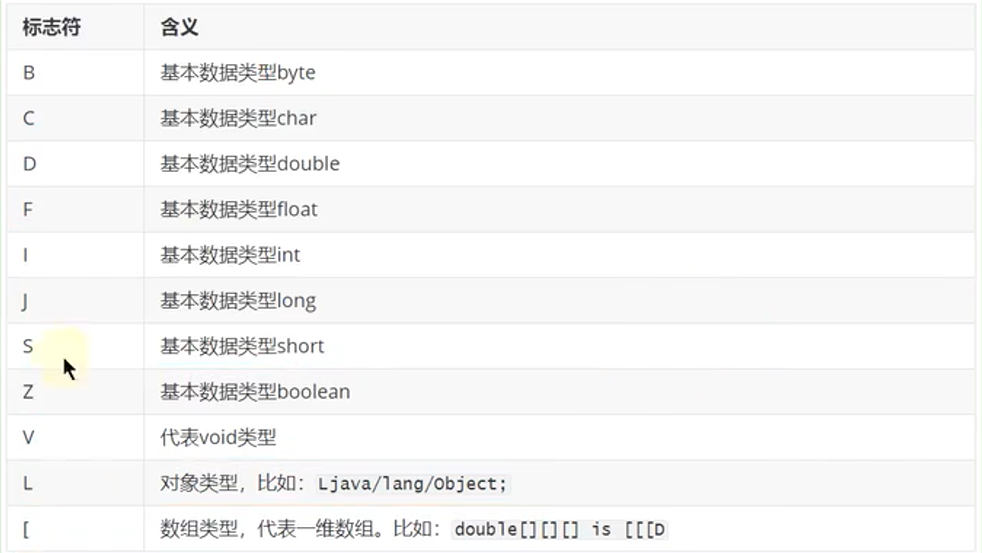 标志符 含义
B 基本数据类型byte
C 基本数据类型char
D 基本数据类型double
F 基本数据类型float
I 基本数据类型int
J 基本数据类型long
S 基本数据类型short
Z 基本数据类型boolean
V 代表void类型
L 对象类型，比如：Ljava/lang/Object;
[ 数组类型，代表一维数组。比如：double[][][] is [[[D